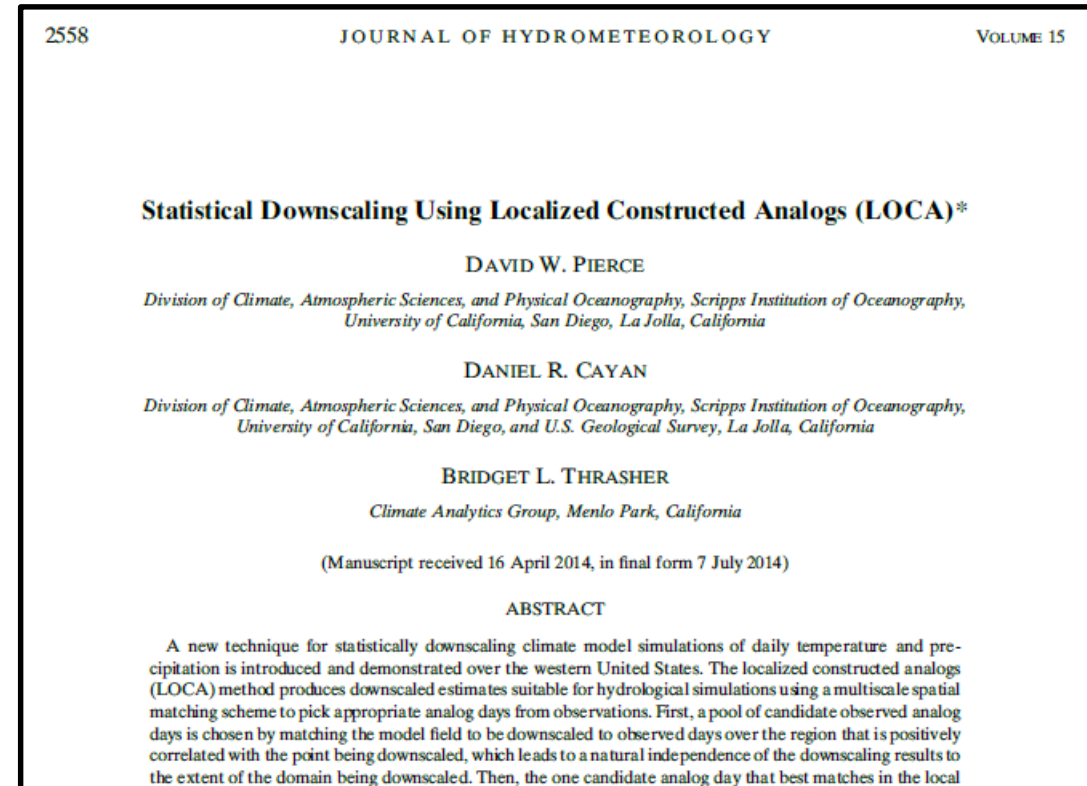 2558 JOURNAL OF HYDROMETEOROLOGY VOLUME 15
Statistical Downscaling Using Localized Constructed Analogs (LOCA)*
DAVID W. PIERCE
Division of Climate, Atmospheric Sciences, and Physical Oceanography, Scripps Institution of Oceanography,
University of California, San Diego, La Jolla, California
DANIEL R. CAYAN
Division of Climate, Atmospheric Sciences, and Physical Oceanography, Scripps Institution of Oceanography,
University of California, San Diego, and U.S. Geological Survey, La Jolla, California
BRIDGET L. THRASHER
Climate Analytics Group, Menlo Park, California
(Manuscript received 16 April 2014, in final form 7 July 2014)
ABSTRACT
A new technique for statistically downscaling climate model simulations of daily temperature and pre-
cipitation is introduced and demonstrated over the western United States. The localized constructed analogs
(LOCA) method produces downscaled estimates suitable for hydrological simulations using a multiscale spatial
matching scheme to pick appropriate analog days from observations. First, a pool of candidate observed analog
days is chosen by matching the model field to be downscaled to observed days over the region that is positively
correlated with the point being downscaled, which leads to a natural independence of the downscaling results to
the extent of the domain being downscaled. Then, the one candidate analog day that best matches in the local